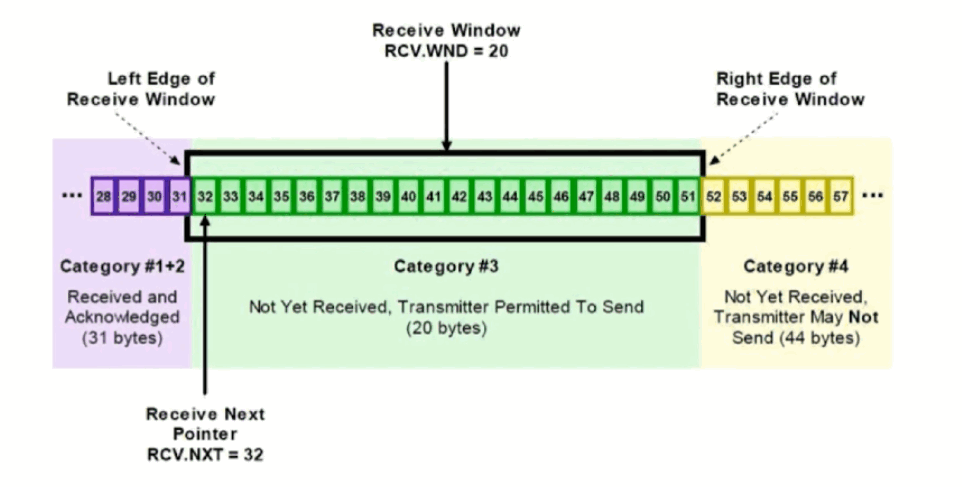 Receive Window
RCV.WND = 20
Left Edge of
Receive Window
Right Edge of
Receive Window
... 28 29 30 31 32 33 34 35 36 37 38 39 40 41 42 43 44 45 46 47 48 49 50 51 52 53 54 55 56 57 ...
Category #1+2
Received and
Acknowledged
(31 bytes)
Category #3
Not Yet Received, Transmitter Permitted To Send
(20 bytes)
Category #4
Not Yet Received,
Transmitter May Not
Send (44 bytes)
Receive Next
Pointer
RCV.NXT = 32